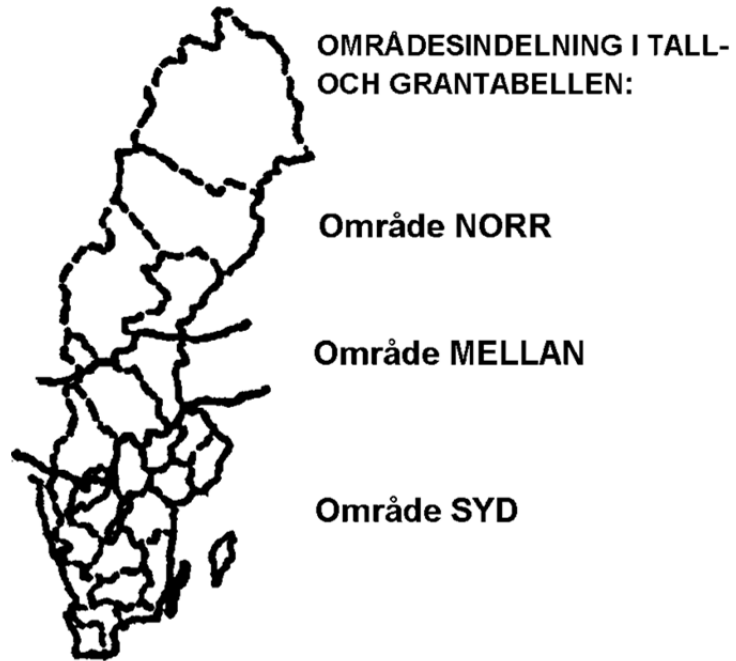 OMRÅDESINDELNING I TALL-
OCH GRANTABELLEN:
Område NORR
Område MELLAN
Område SYD